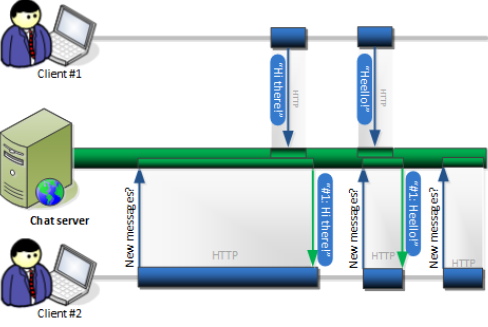 Client #1
"Hi there!"
HTTP
"Heello!"
HTTP
Chat server
New messages?
HTTP
"#1: Hi there!"
New messages?
HTTP
"#1: Heello!"
New messages?
HTTP
Client #2